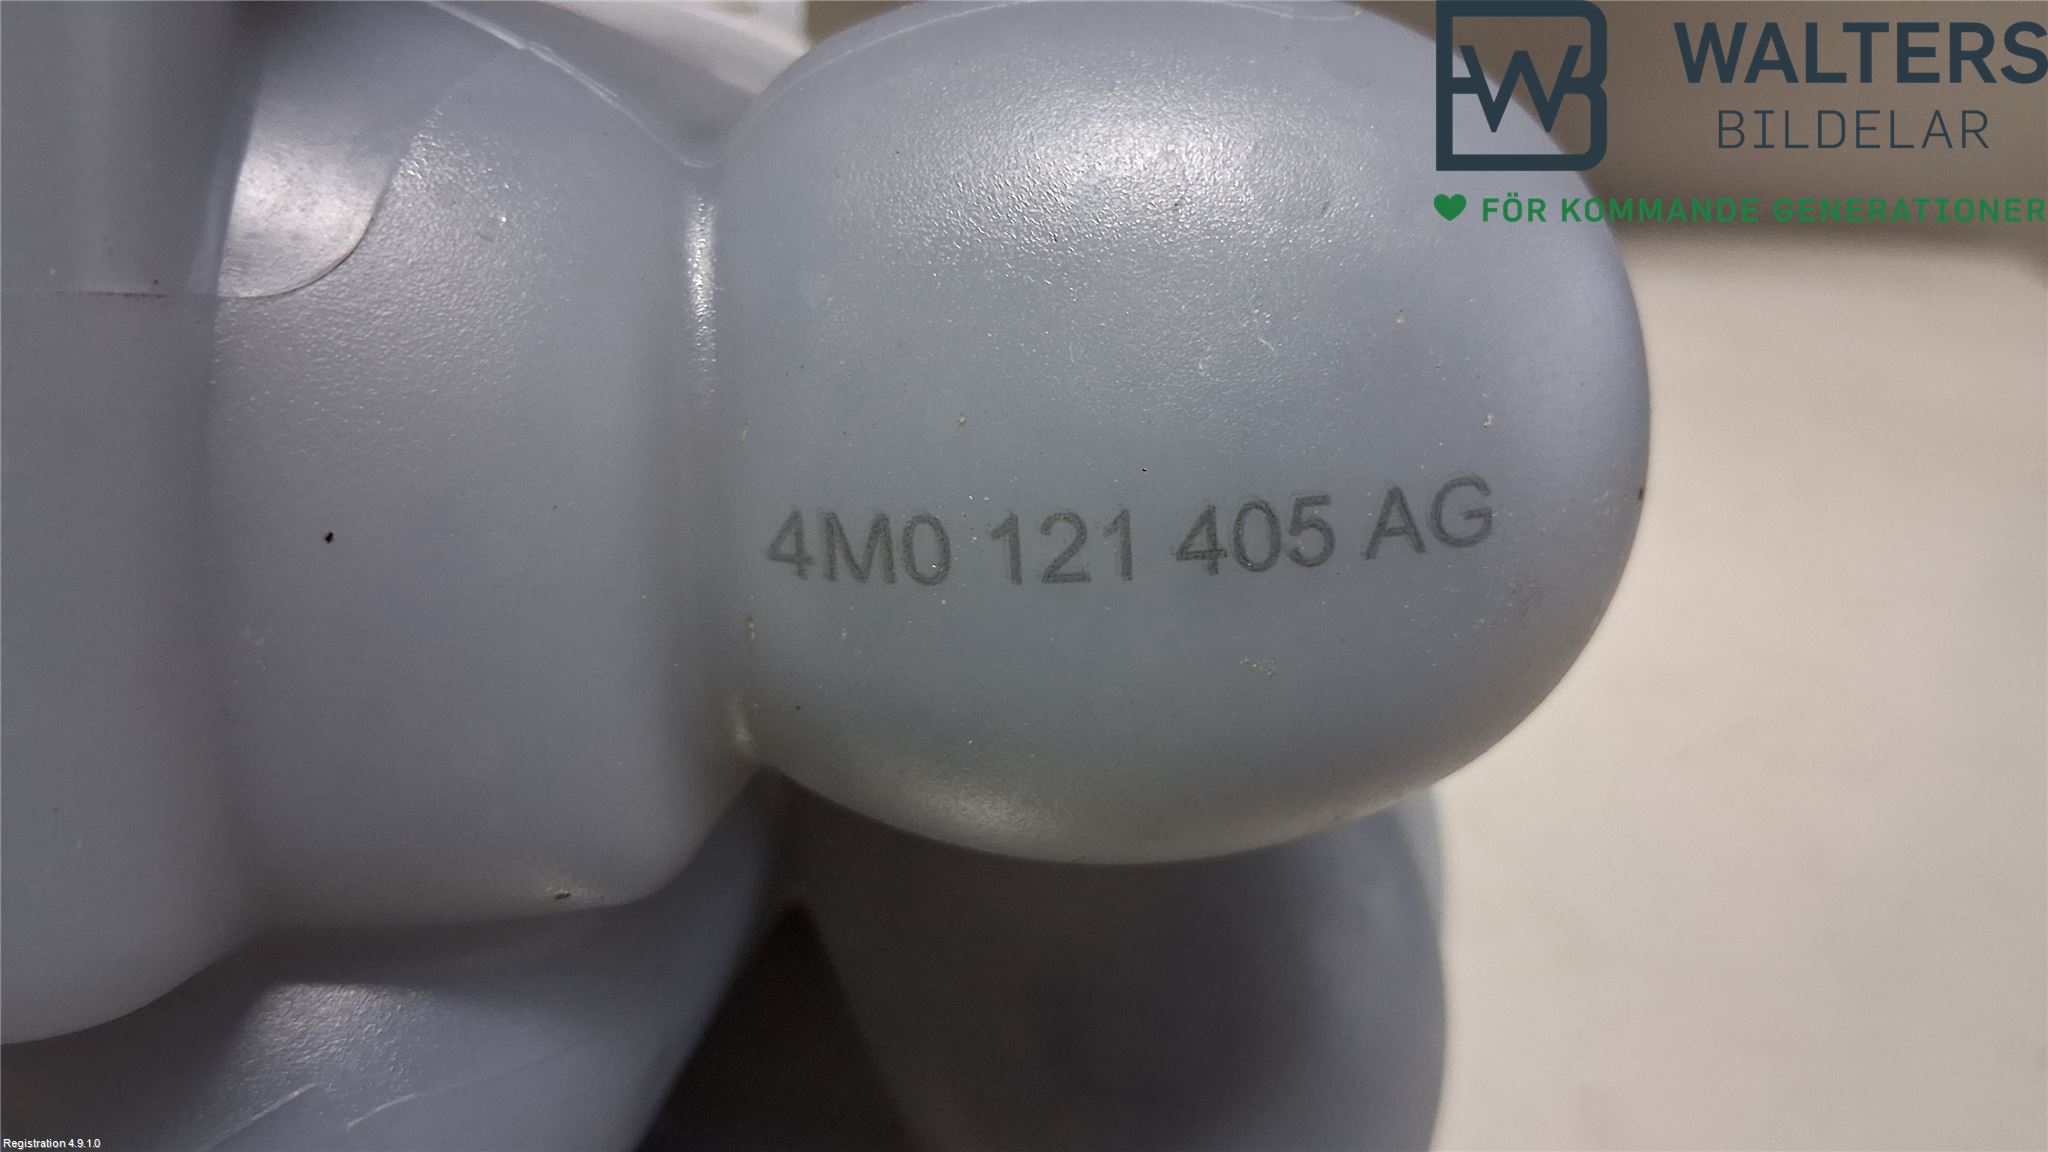 WALTERS
BILDELAR
FÖR KOMMANDE GENERATIONER
4M0 121 405 AG
Registration 4.9.1.0